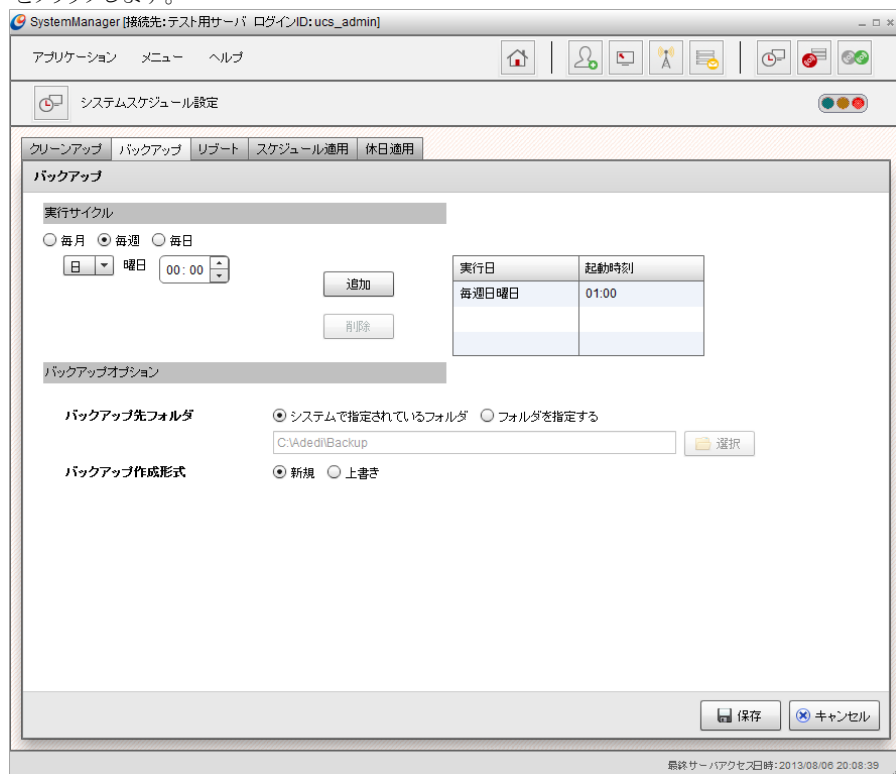 をクリックします。
SystemManager [接続先:テスト用サーバ ログインID:ucs_admin]
アプリケーション メニュー ヘルプ
システムスケジュール設定
クリーンアップ バックアップ リブート スケジュール適用 休日適用
バックアップ
実行サイクル
毎月 毎週 毎日
日 曜日 00:00
追加
削除
実行日 起動時刻
毎週日曜日 01:00
バックアップオプション
バックアップ先フォルダ システムで指定されているフォルダ フォルダを指定する
C:\Adedi\Backup 選択
バックアップ作成形式 新規 上書き
保存 キャンセル
最終サーバアクセス日時:2013/08/06 20:08:39